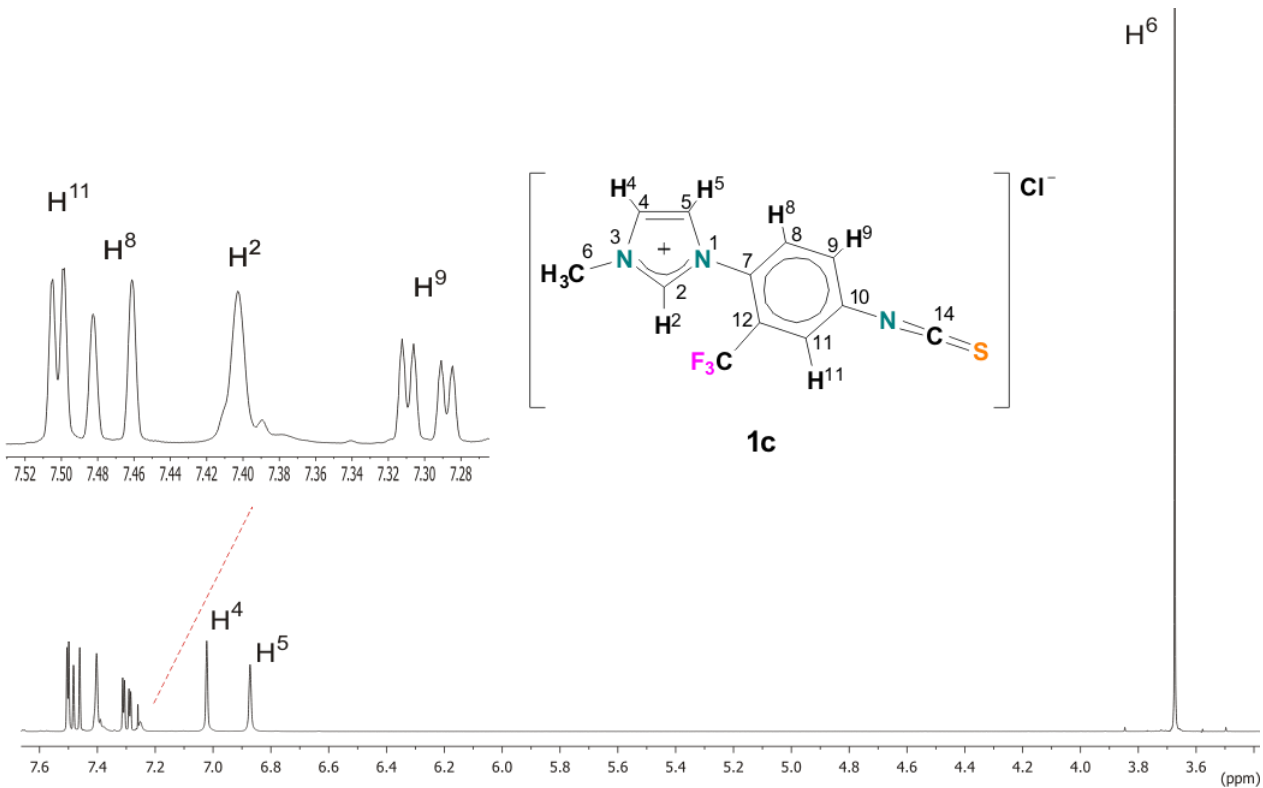 H⁶
H¹¹
H⁸
H²
H⁹
7.52 7.50 7.48 7.46 7.44 7.42 7.40 7.38 7.36 7.34 7.32 7.30 7.28
H⁴ 4 5 H⁵
H⁸
8
H⁹
9
6 3 N + N 1 7
H₃C
2
H²
10
N
C
14
S
12
F₃C
11
H¹¹
Cl⁻
1c
H⁴
H⁵
7.6 7.4 7.2 7.0 6.8 6.6 6.4 6.2 6.0 5.8 5.6 5.4 5.2 5.0 4.8 4.6 4.4 4.2 4.0 3.8 3.6
(ppm)